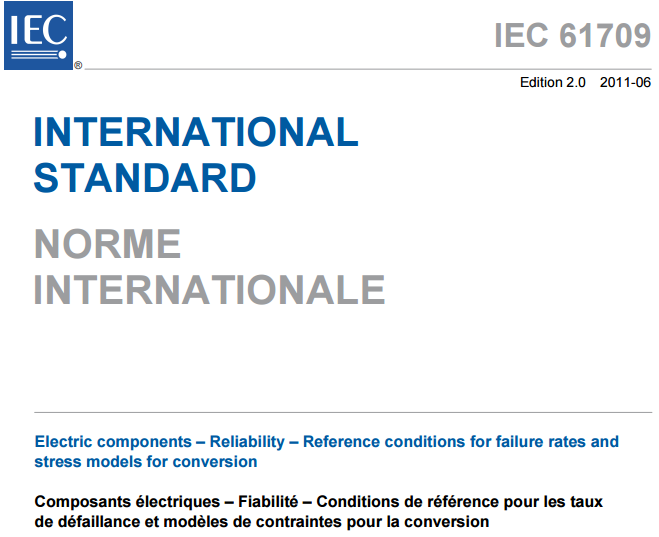 IEC
®
IEC 61709
Edition 2.0 2011-06
INTERNATIONAL
STANDARD
NORME
INTERNATIONALE
Electric components – Reliability – Reference conditions for failure rates and
stress models for conversion
Composants électriques – Fiabilité – Conditions de référence pour les taux
de défaillance et modèles de contraintes pour la conversion